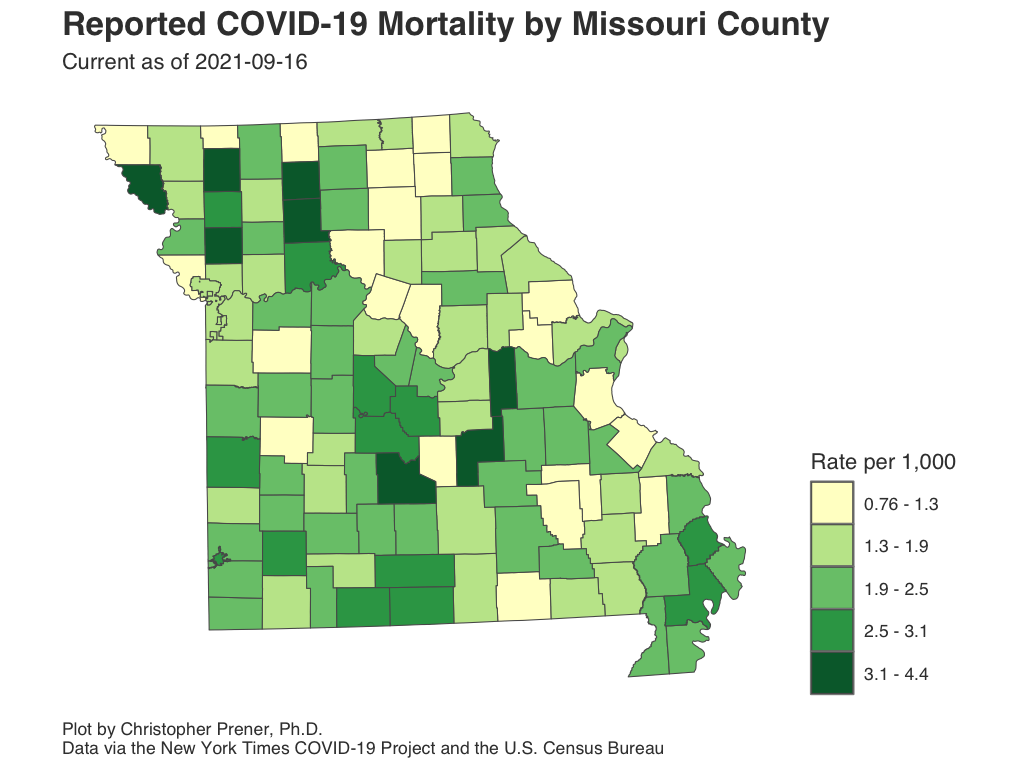 Reported COVID-19 Mortality by Missouri County
Current as of 2021-09-16
Rate per 1,000
0.76 - 1.3
1.3 - 1.9
1.9 - 2.5
2.5 - 3.1
3.1 - 4.4
Plot by Christopher Prener, Ph.D.
Data via the New York Times COVID-19 Project and the U.S. Census Bureau